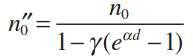 n₀″ = n₀ / (1 − γ(e^{αd} − 1))